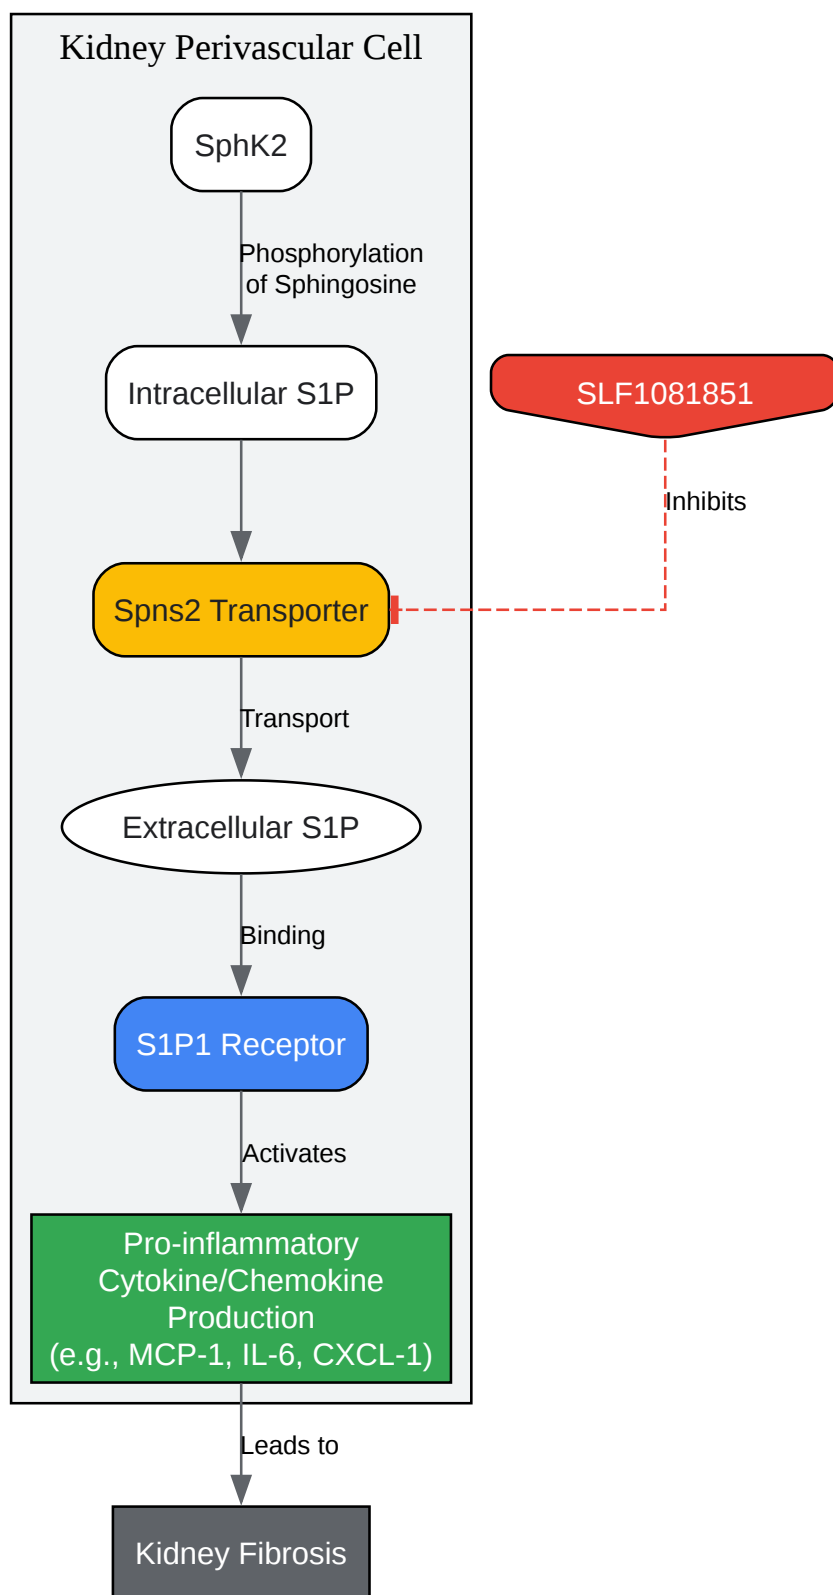 Kidney Perivascular Cell
SphK2
Phosphorylation
of Sphingosine
Intracellular S1P
SLF1081851
Inhibits
Spns2 Transporter
Transport
Extracellular S1P
Binding
S1P1 Receptor
Activates
Pro-inflammatory
Cytokine/Chemokine
Production
(e.g., MCP-1, IL-6, CXCL-1)
Leads to
Kidney Fibrosis